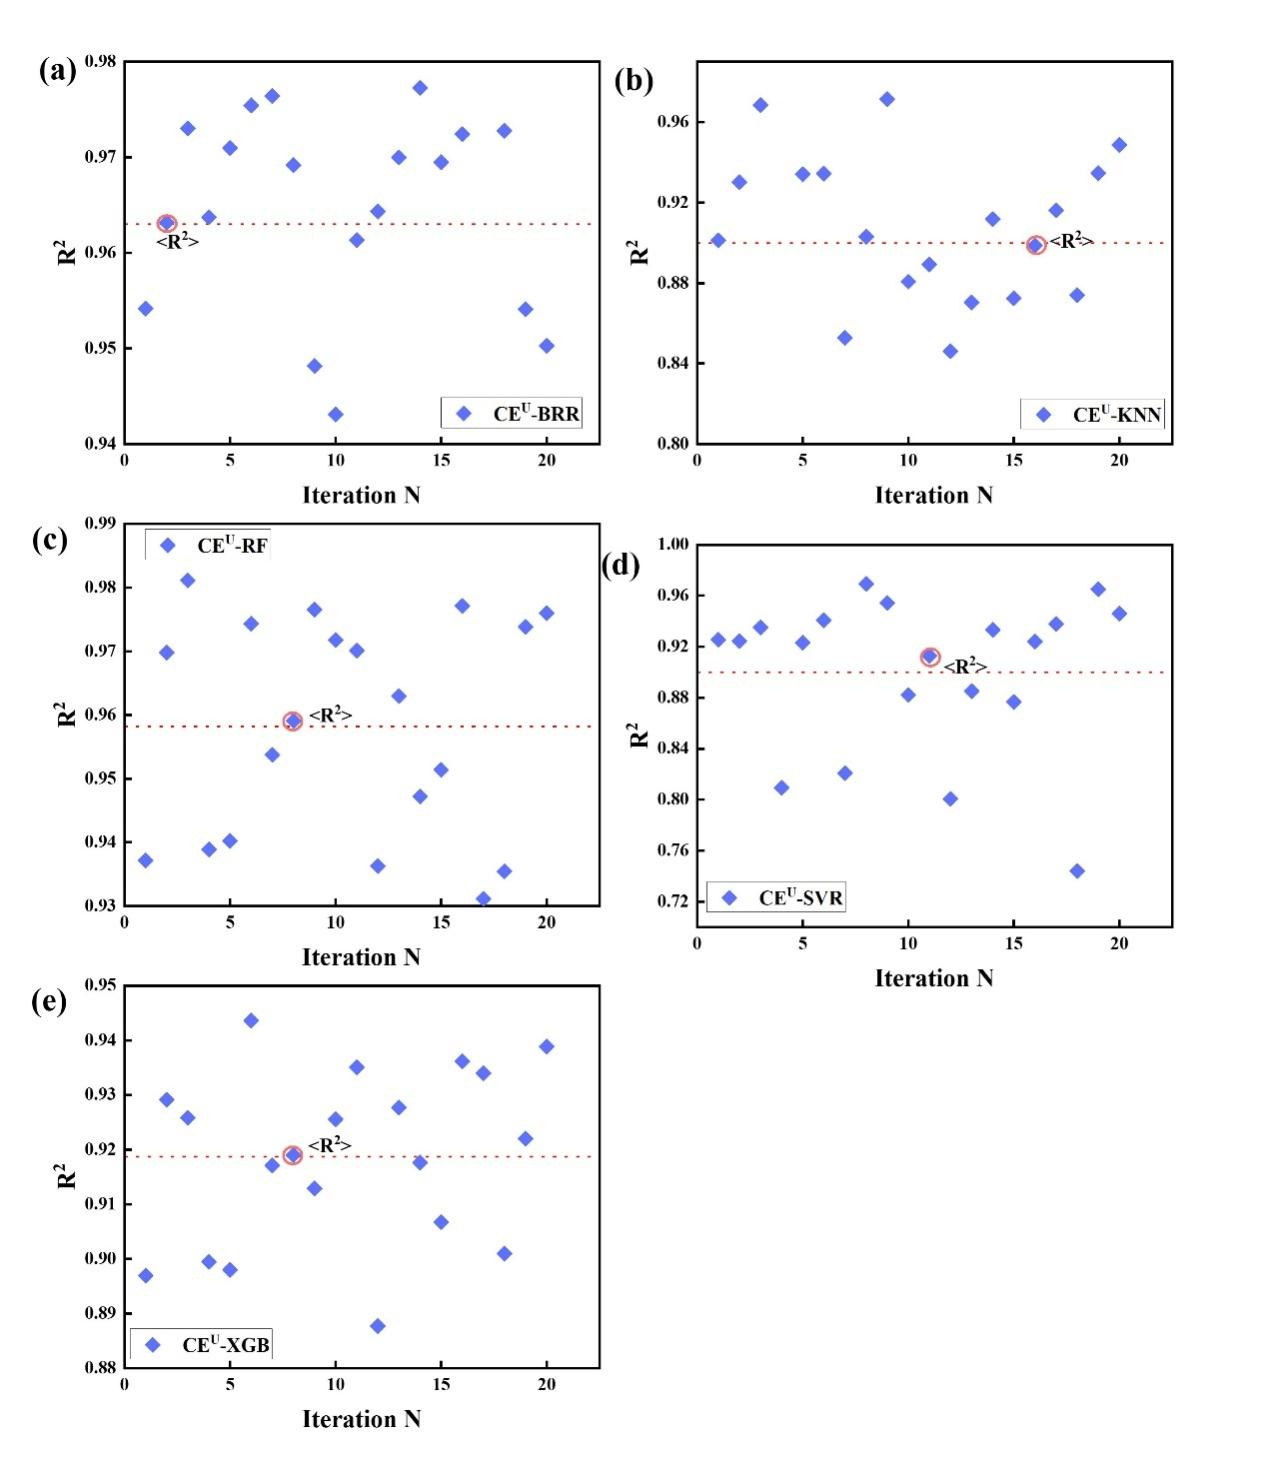 (a)
0.98
0.97
0.96
0.95
0.94
R²
<R²>
CEᵁ-BRR
0 5 10 15 20
Iteration N
(b)
0.96
0.92
0.88
0.84
0.80
R²
<R²>
CEᵁ-KNN
0 5 10 15 20
Iteration N
(c)
0.99
0.98
0.97
0.96
0.95
0.94
0.93
R²
CEᵁ-RF
<R²>
0 5 10 15 20
Iteration N
(d)
1.00
0.96
0.92
0.88
0.84
0.80
0.76
0.72
R²
<R²>
CEᵁ-SVR
0 5 10 15 20
Iteration N
(e)
0.95
0.94
0.93
0.92
0.91
0.90
0.89
0.88
R²
<R²>
CEᵁ-XGB
0 5 10 15 20
Iteration N